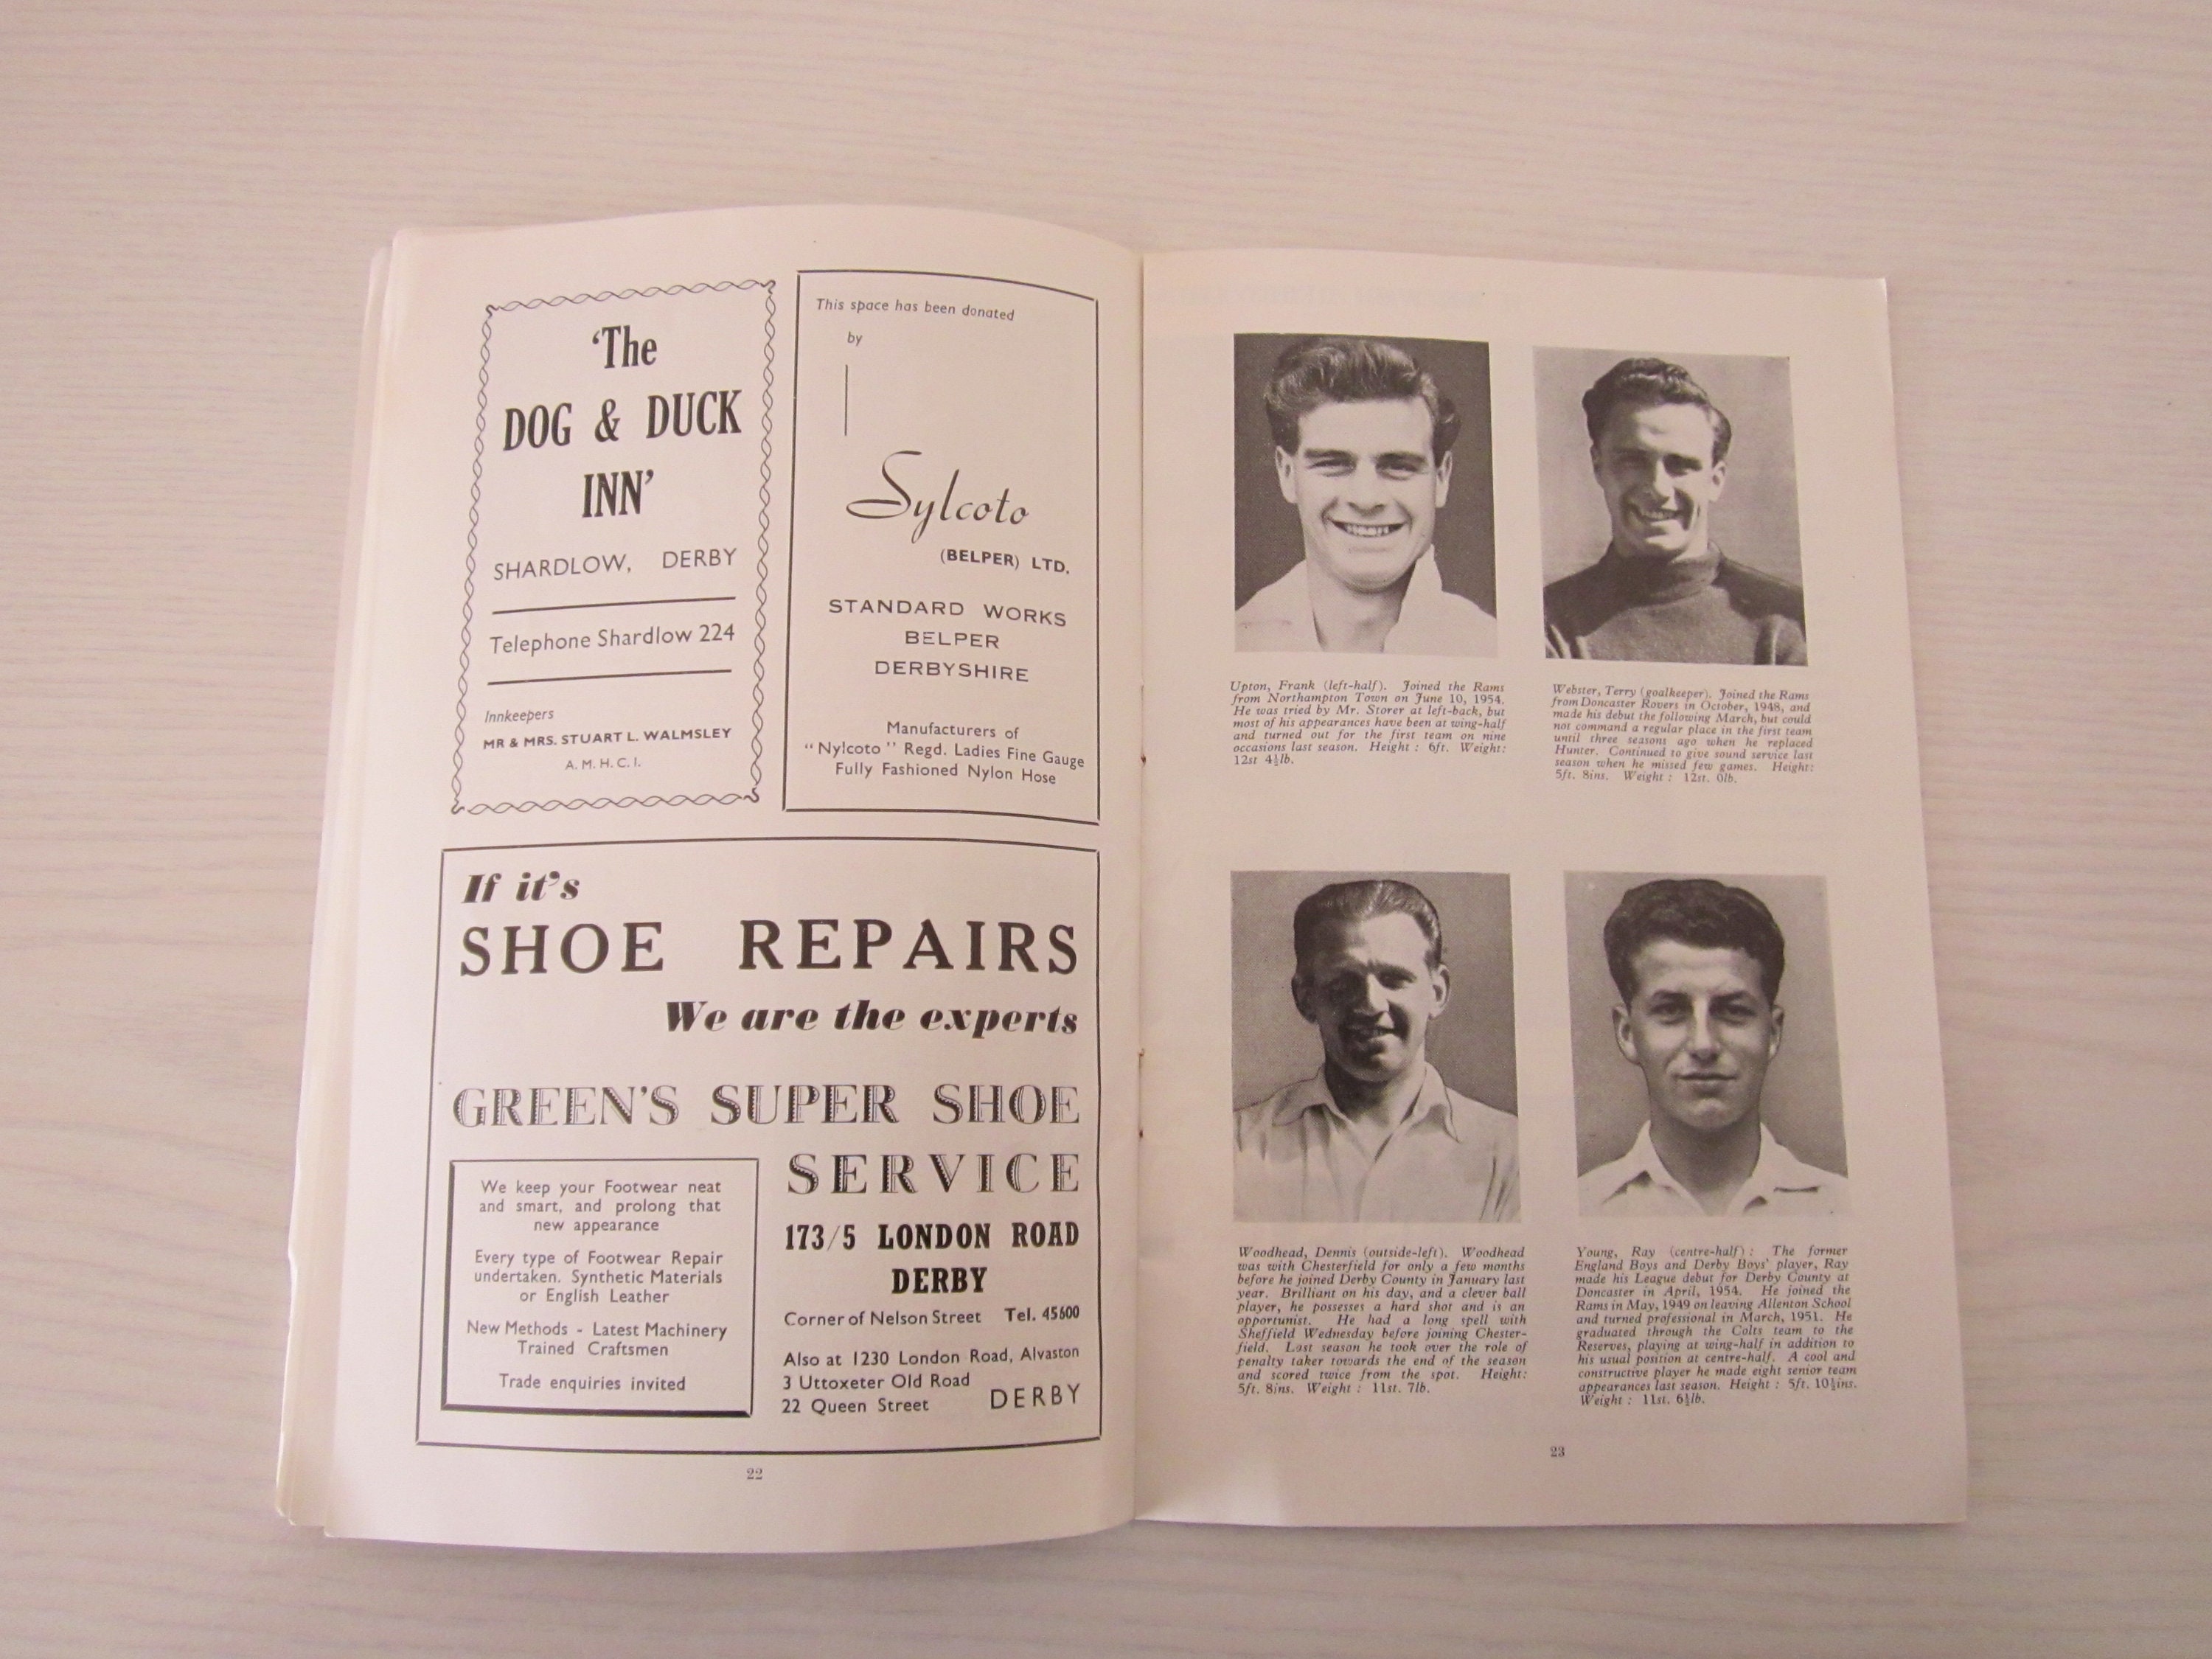 ‘The
DOG & DUCK
INN’
SHARDLOW, DERBY
Telephone Shardlow 224
Innkeepers
MR & MRS. STUART L. WALMSLEY
A. M. H. C. I.
This space has been donated
by
Sylcoto
(BELPER) LTD.
STANDARD WORKS
BELPER
DERBYSHIRE
Manufacturers of
“Nylcoto” Regd. Ladies Fine Gauge
Fully Fashioned Nylon Hose
If it's
SHOE REPAIRS
We are the experts
GREEN'S SUPER SHOE
SERVICE
173/5 LONDON ROAD
DERBY
Corner of Nelson Street Tel. 45600
Also at 1230 London Road, Alvaston
3 Uttoxeter Old Road
22 Queen Street DERBY
We keep your Footwear neat
and smart, and prolong that
new appearance
Every type of Footwear Repair
undertaken. Synthetic Materials
or English Leather
New Methods - Latest Machinery
Trained Craftsmen
Trade enquiries invited
22
Upton, Frank (left-half). Joined the Rams
from Northampton Town on June 10, 1954.
He was tried by Mr. Storer at left-back, but
most of his appearances have been at wing-half
and turned out for the first team on nine
occasions last season. Height : 6ft. Weight:
12st 4½lb.
Webster, Terry (goalkeeper). Joined the Rams
from Doncaster Rovers in October, 1948, and
made his debut the following March, but could
not command a regular place in the first team
until three seasons ago when he replaced
Hunter. Continued to give sound service last
season when he missed few games. Height:
5ft. 8ins. Weight : 12st. 0lb.
Woodhead, Dennis (outside-left). Woodhead
was with Chesterfield for only a few months
before he joined Derby County in January last
year. Brilliant on his day, and a clever ball
player, he possesses a hard shot and is an
opportunist. He had a long spell with
Sheffield Wednesday before joining Chester-
field. Last season he took over the role of
penalty taker towards the end of the season
and scored twice from the spot. Height:
5ft. 8ins. Weight : 11st. 7lb.
Young, Ray (centre-half) : The former
England Boys and Derby Boys' player, Ray
made his League debut for Derby County at
Doncaster in April, 1954. He joined the
Rams in May, 1949 on leaving Allenton School
and turned professional in March, 1951. He
graduated through the Colts team to the
Reserves, playing at wing-half in addition to
his usual position at centre-half. A cool and
constructive player he made eight senior team
appearances last season. Height : 5ft. 10½ins.
Weight : 11st. 6½lb.
23